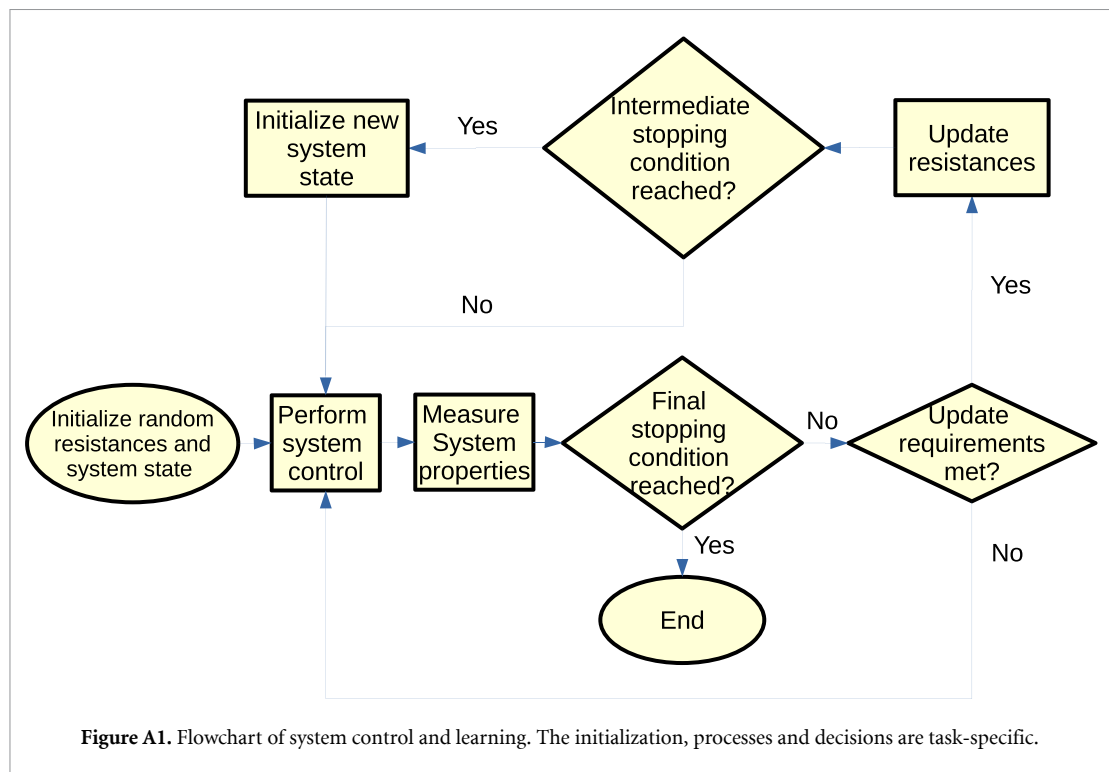 Initialize new
system
state
Yes
Intermediate
stopping
condition
reached?
Update
resistances
No
Yes
Initialize random
resistances and
system state
Perform
system
control
Measure
System
properties
Final
stopping
condition
reached?
No
Update
requirements
met?
Yes
No
End
Figure A1. Flowchart of system control and learning. The initialization, processes and decisions are task-specific.